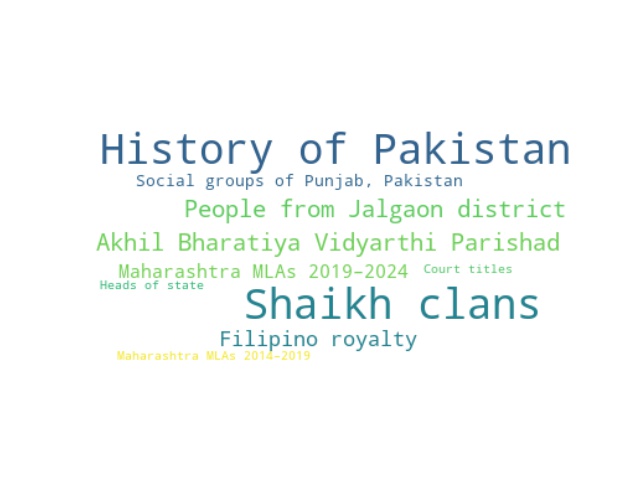 History of Pakistan
Social groups of Punjab, Pakistan
People from Jalgaon district
Akhil Bharatiya Vidyarthi Parishad
Maharashtra MLAs 2019–2024
Court titles
Heads of state
Shaikh clans
Filipino royalty
Maharashtra MLAs 2014–2019